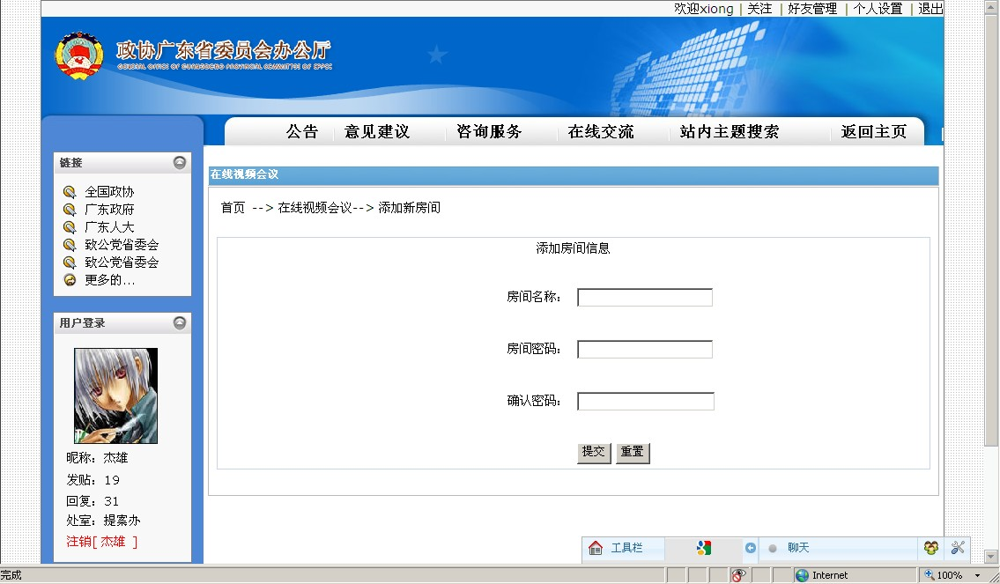 欢迎xiong | 关注 | 好友管理 | 个人设置 | 退出
政协广东省委员会办公厅
GENERAL OFFICE OF GUANGDONG PROVINCIAL COMMITTEE OF CPPCC
公告 意见建议 咨询服务 在线交流 站内主题搜索 返回主页
链接
全国政协
广东政府
广东人大
致公党省委会
致公党省委会
更多的...
用户登录
昵称：杰雄
发贴：19
回复：31
处室：提案办
注销[ 杰雄 ]
在线视频会议
首页 --> 在线视频会议--> 添加新房间
添加房间信息
房间名称：
房间密码：
确认密码：
提交 重置
工具栏 聊天
完成 Internet 100%